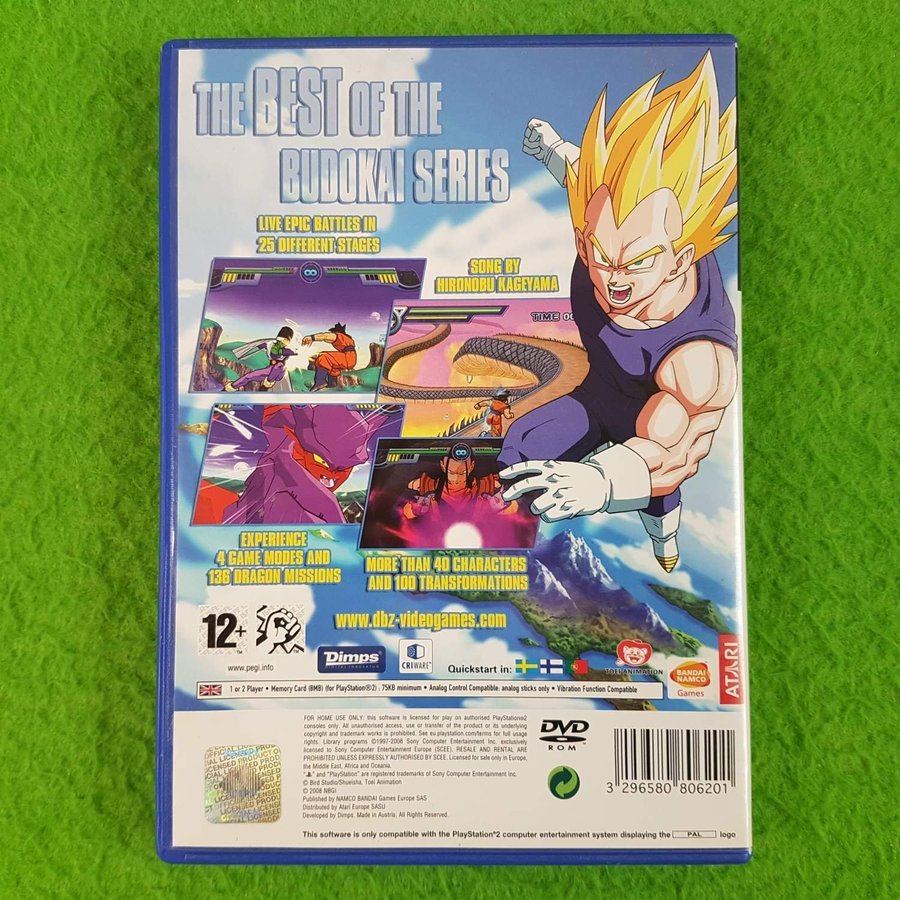 THE BEST OF THE
BUDOKAI SERIES
LIVE EPIC BATTLES IN
25 DIFFERENT STAGES
SONG BY
HIRONOBU KAGEYAMA
TIME 00
EXPERIENCE
4 GAME MODES AND
136 DRAGON MISSIONS
MORE THAN 40 CHARACTERS
AND 100 TRANSFORMATIONS
www.dbz-videogames.com
12+
www.pegi.info
Dimps
DIGITAL INNOVATOR
CRIWARE™
Quickstart in:
TOEI ANIMATION
BANDAI
NAMCO
Games
ATARI
1 or 2 Player • Memory Card (8MB) (for PlayStation®2) : 75KB minimum • Analog Control Compatible: analog sticks only • Vibration Function Compatible
FOR HOME USE ONLY: this software is licensed for play on authorised PlayStation®2
consoles only. All unauthorised access, use or transfer of the product or its underlying
copyright and trademark works is prohibited. See eu.playstation.com/terms for full usage
rights. Library programs ©1997-2008 Sony Computer Entertainment Inc. exclusively
licensed to Sony Computer Entertainment Europe (SCEE). RESALE AND RENTAL ARE
PROHIBITED UNLESS EXPRESSLY AUTHORISED BY SCEE. Licensed for sale only in Europe,
the Middle East, Africa and Oceania.
" and "PlayStation" are registered trademarks of Sony Computer Entertainment Inc.
© Bird Studio/Shueisha, Toei Animation
© 2008 NBGI
Published by NAMCO BANDAI Games Europe SAS
Distributed by Atari Europe SASU
Developed by Dimps. Made in Austria. All Rights Reserved.
DVD
ROM
3 296580 806201
OFFICIAL LICENSED PRODUCT
This software is only compatible with the PlayStation®2 computer entertainment system displaying the PAL logo